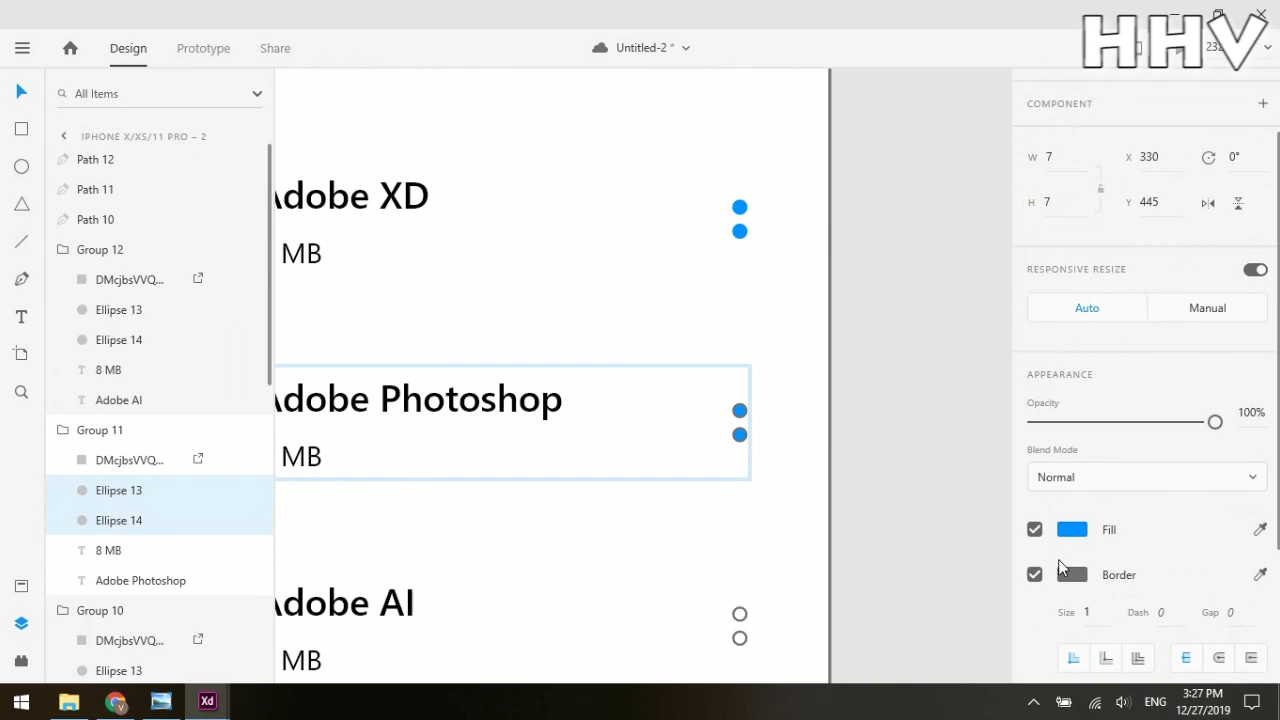 HHV
Design
Prototype
Share
Untitled-2 *
All Items
IPHONE X/XS/11 PRO – 2
Path 12
Path 11
Path 10
Group 12
DMcjbsVVQ...
Ellipse 13
Ellipse 14
8 MB
Adobe AI
Group 11
DMcjbsVVQ...
Ellipse 13
Ellipse 14
8 MB
Adobe Photoshop
Group 10
DMcjbsVVQ...
Ellipse 13
Adobe XD
MB
Adobe Photoshop
MB
Adobe AI
MB
COMPONENT
W 7
X 330
0°
H 7
Y 445
RESPONSIVE RESIZE
Auto
Manual
APPEARANCE
Opacity
100%
Blend Mode
Normal
Fill
Border
Size 1
Dash 0
Gap 0
T
Xd
ENG
3:27 PM
12/27/2019